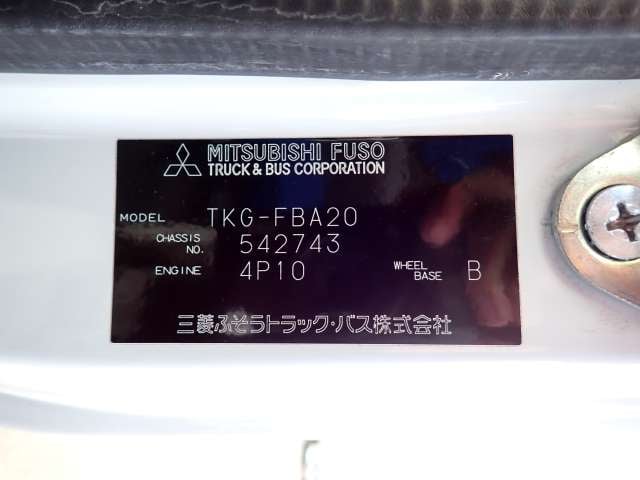 MITSUBISHI FUSO
TRUCK & BUS CORPORATION
MODEL TKG-FBA20
CHASSIS NO. 542743
ENGINE 4P10 WHEEL BASE B
三菱ふそうトラック・バス株式会社